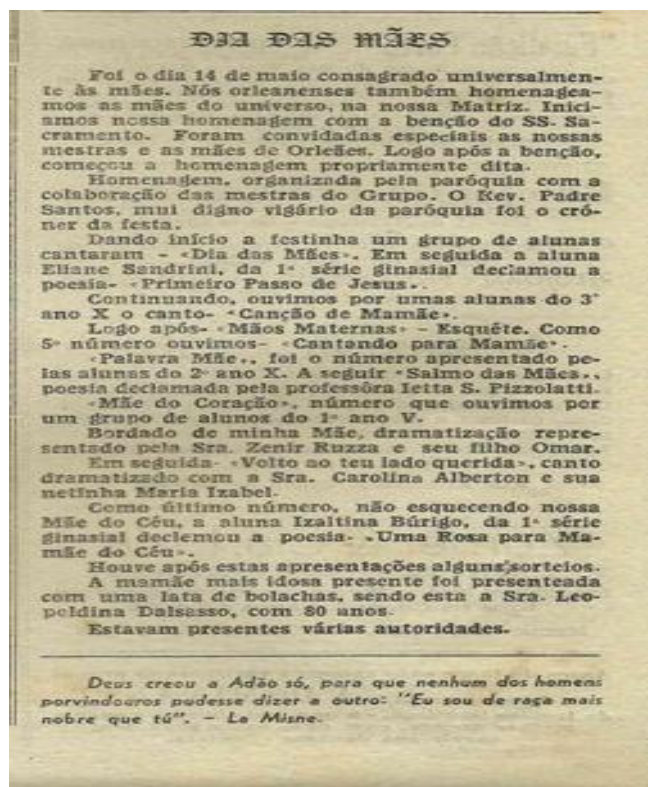 DIA DAS MÃES
Foi o dia 14 de maio consagrado universalmen-
te às mães. Nós orleanenses também homenagea-
mos as mães do universo, na nossa Matriz. Inici-
amos nossa homenagem com a benção do SS. Sa-
cramento. Foram convidadas especiais as nossas
mestras e as mães de Orleães. Logo após a benção,
começou a homenagem propriamente dita.
Homenagem, organizada pela paróquia com a
colaboração das mestras do Grupo. O Rev. Padre
Santos, mui digno vigário da paróquia foi o cró-
ner da festa.
Dando início a festinha um grupo de alunas
cantaram - «Dia das Mães». Em seguida a aluna
Eliane Sandrini, da 1ª série ginasial declamou a
poesia- «Primeiro Passo de Jesus».
Continuando, ouvimos por umas alunas do 3°
ano X o canto- «Canção de Mamãe».
Logo após- «Mãos Maternas» - Esquéte. Como
5º número ouvimos- «Cantando para Mamãe».
«Palavra Mãe», foi o número apresentado pe-
las alunas do 2º ano X. A seguir «Salmo das Mães»,
poesia declamada pela professôra Ietta S. Pizzolatti.
«Mãe do Coração», número que ouvimos por
um grupo de alunos do 1º ano V.
Bordado de minha Mãe, dramatização repre-
sentado pela Sra. Zenir Ruzza e seu filho Omar.
Em seguida- «Volto ao teu lado querida», canto
dramatizado com a Sra. Carolina Alberton e sua
netinha Maria Izabel.
Como último número, não esquecendo nossa
Mãe do Céu, a aluna Izaltina Búrigo, da 1ª série
ginasial declemou a poesia- «Uma Rosa para Ma-
mãe do Céu».
Houve após estas apresentações alguns sorteios.
A mamãe mais idosa presente foi presenteada
com uma lata de bolachas, sendo esta a Sra. Leo-
poldina Dalsasso, com 80 anos.
Estavam presentes várias autoridades.
Deus creou a Adão só, para que nenhum dos homens
porvindouros pudesse dizer a outro: "Eu sou de raça mais
nobre que tú". - La Misne.